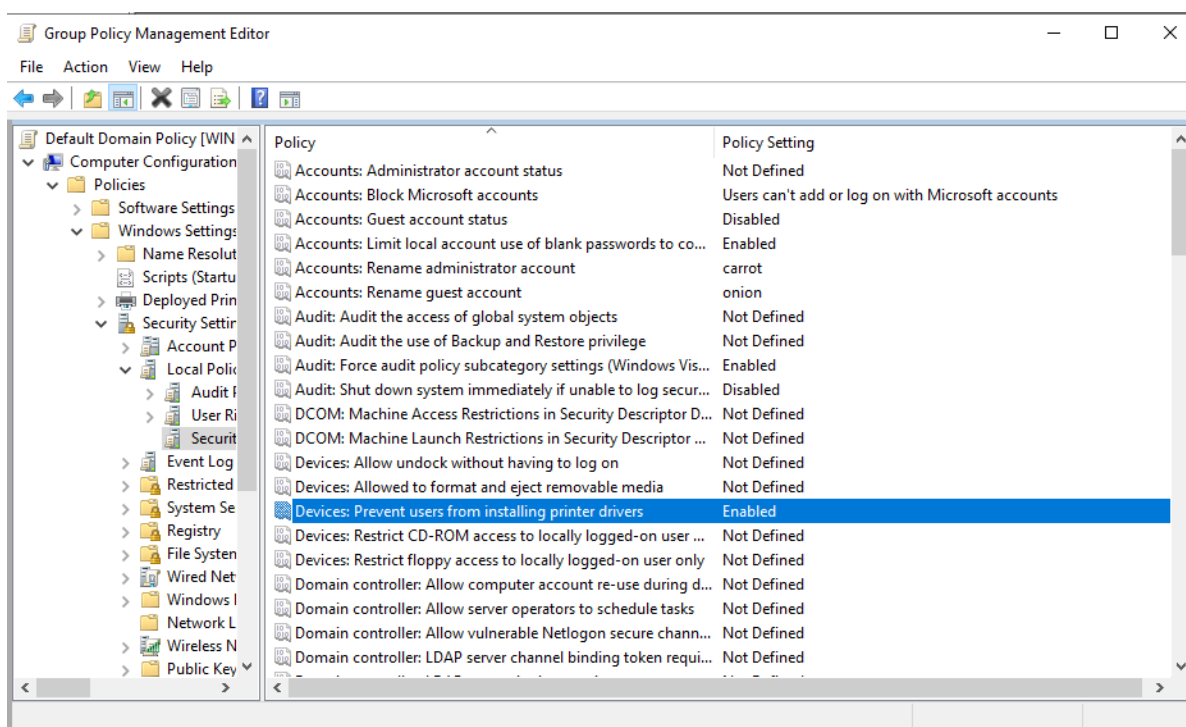 Group Policy Management Editor
File Action View Help
Default Domain Policy [WIN
Computer Configuration
Policies
Software Settings
Windows Settings
Name Resolut
Scripts (Startu
Deployed Prin
Security Settin
Account P
Local Polic
Audit P
User Ri
Securit
Event Log
Restricted
System Se
Registry
File System
Wired Net
Windows
Network L
Wireless N
Public Key
Policy Policy Setting
Accounts: Administrator account status Not Defined
Accounts: Block Microsoft accounts Users can't add or log on with Microsoft accounts
Accounts: Guest account status Disabled
Accounts: Limit local account use of blank passwords to co... Enabled
Accounts: Rename administrator account carrot
Accounts: Rename guest account onion
Audit: Audit the access of global system objects Not Defined
Audit: Audit the use of Backup and Restore privilege Not Defined
Audit: Force audit policy subcategory settings (Windows Vis... Enabled
Audit: Shut down system immediately if unable to log secur... Disabled
DCOM: Machine Access Restrictions in Security Descriptor D... Not Defined
DCOM: Machine Launch Restrictions in Security Descriptor ... Not Defined
Devices: Allow undock without having to log on Not Defined
Devices: Allowed to format and eject removable media Not Defined
Devices: Prevent users from installing printer drivers Enabled
Devices: Restrict CD-ROM access to locally logged-on user ... Not Defined
Devices: Restrict floppy access to locally logged-on user only Not Defined
Domain controller: Allow computer account re-use during d... Not Defined
Domain controller: Allow server operators to schedule tasks Not Defined
Domain controller: Allow vulnerable Netlogon secure chann... Not Defined
Domain controller: LDAP server channel binding token requi... Not Defined